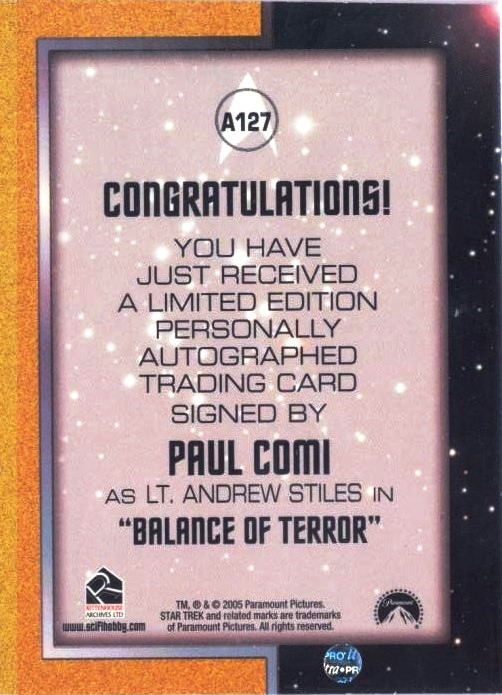 A127
CONGRATULATIONS!
YOU HAVE
JUST RECEIVED
A LIMITED EDITION
PERSONALLY
AUTOGRAPHED
TRADING CARD
SIGNED BY
PAUL COMI
AS LT. ANDREW STILES IN
"BALANCE OF TERROR"
RITTENHOUSE
ARCHIVES LTD
www.scifihobby.com
TM, ® & © 2005 Paramount Pictures.
STAR TREK and related marks are trademarks
of Paramount Pictures. All rights reserved.
Paramount